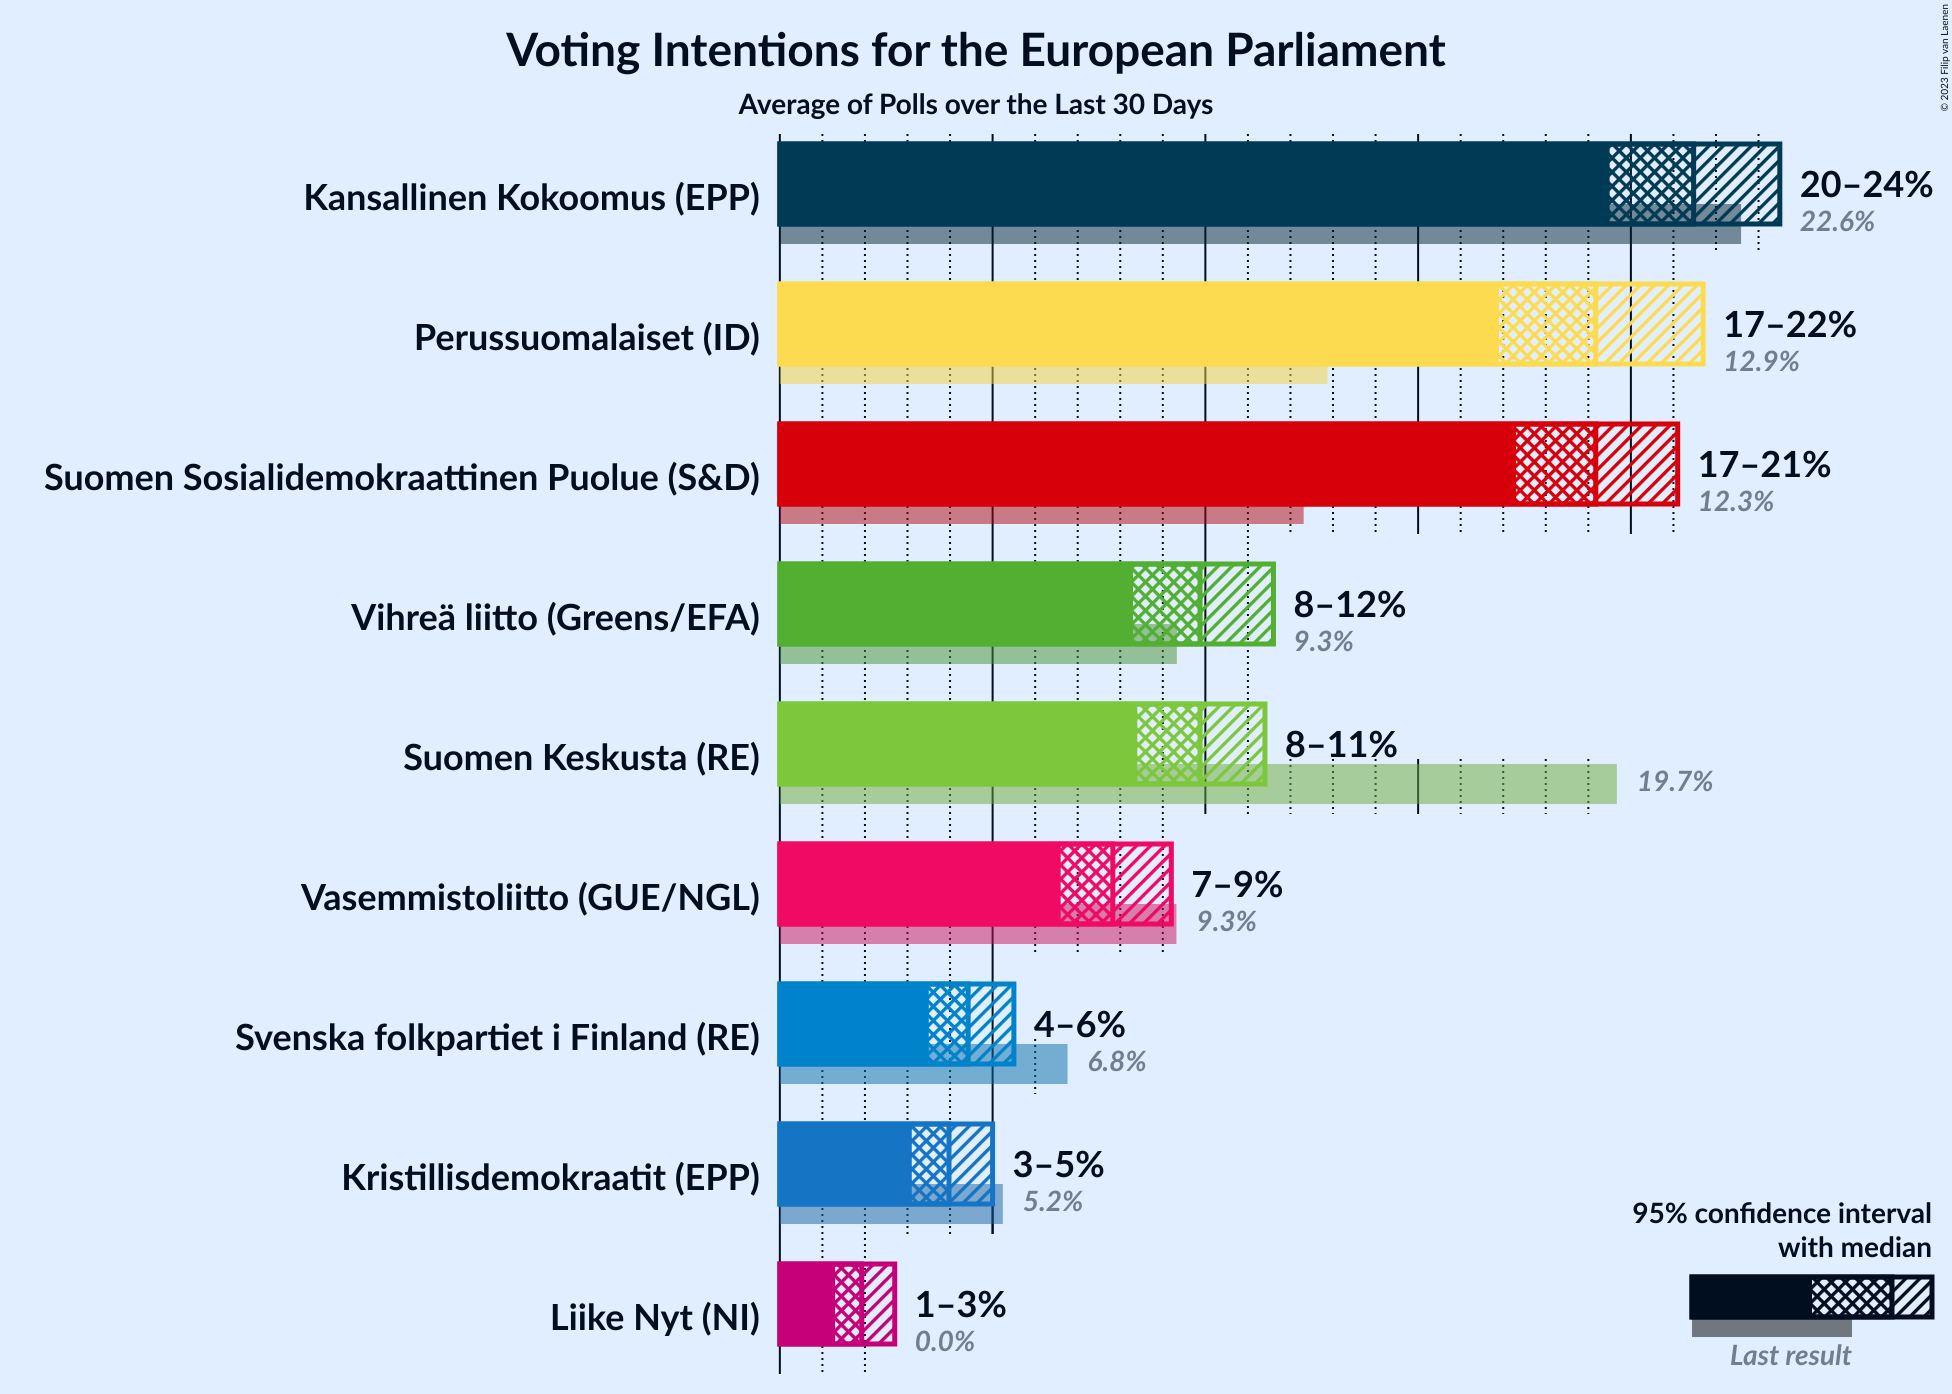 Voting Intentions for the European Parliament
Average of Polls over the Last 30 Days
© 2023 Filip van Laenen
Kansallinen Kokoomus (EPP)
20–24%
22.6%
Perussuomalaiset (ID)
17–22%
12.9%
Suomen Sosialidemokraattinen Puolue (S&D)
17–21%
12.3%
Vihreä liitto (Greens/EFA)
8–12%
9.3%
Suomen Keskusta (RE)
8–11%
19.7%
Vasemmistoliitto (GUE/NGL)
7–9%
9.3%
Svenska folkpartiet i Finland (RE)
4–6%
6.8%
Kristillisdemokraatit (EPP)
3–5%
5.2%
Liike Nyt (NI)
1–3%
0.0%
95% confidence interval
with median
Last result